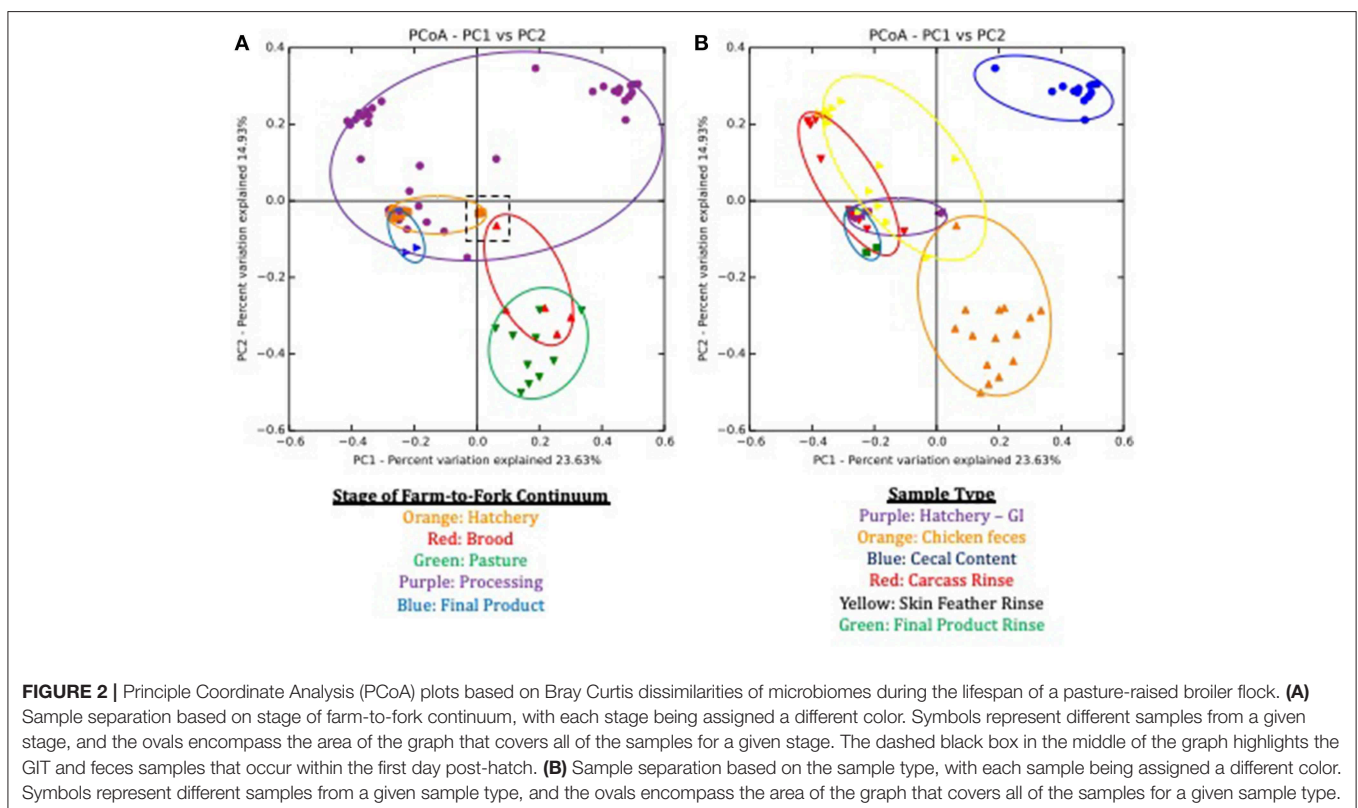 A
PCoA - PC1 vs PC2
PC2 - Percent variation explained 14.93%
0.4
0.2
0.0
−0.2
−0.4
−0.6
−0.6 −0.4 −0.2 0.0 0.2 0.4 0.6
PC1 - Percent variation explained 23.63%
Stage of Farm-to-Fork Continuum
Orange: Hatchery
Red: Brood
Green: Pasture
Purple: Processing
Blue: Final Product
B
PCoA - PC1 vs PC2
PC2 - Percent variation explained 14.93%
0.4
0.2
0.0
−0.2
−0.4
−0.6
−0.6 −0.4 −0.2 0.0 0.2 0.4 0.6
PC1 - Percent variation explained 23.63%
Sample Type
Purple: Hatchery – GI
Orange: Chicken feces
Blue: Cecal Content
Red: Carcass Rinse
Yellow: Skin Feather Rinse
Green: Final Product Rinse
FIGURE 2 | Principle Coordinate Analysis (PCoA) plots based on Bray Curtis dissimilarities of microbiomes during the lifespan of a pasture-raised broiler flock. (A)
Sample separation based on stage of farm-to-fork continuum, with each stage being assigned a different color. Symbols represent different samples from a given
stage, and the ovals encompass the area of the graph that covers all of the samples for a given stage. The dashed black box in the middle of the graph highlights the
GIT and feces samples that occur within the first day post-hatch. (B) Sample separation based on the sample type, with each sample being assigned a different color.
Symbols represent different samples from a given sample type, and the ovals encompass the area of the graph that covers all of the samples for a given sample type.